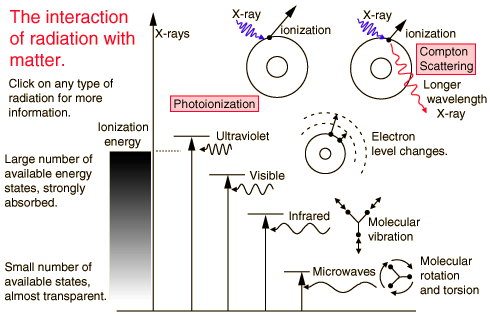 The interaction
of radiation with
matter.
Click on any type of
radiation for more
information.
Ionization
energy
Large number of
available energy
states, strongly
absorbed.
Small number of
available states,
almost transparent.
X-rays
X-ray
ionization
Photoionization
X-ray
ionization
Compton
Scattering
Longer
wavelength
X-ray
Ultraviolet
Electron
level changes.
Visible
Infrared
Molecular
vibration
Microwaves
Molecular
rotation
and torsion